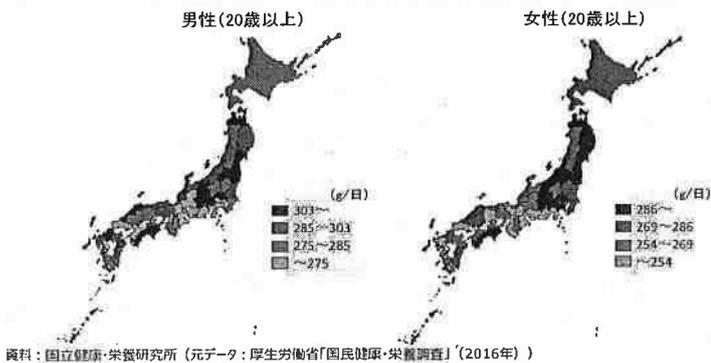 男性(20歳以上)
女性(20歳以上)
(g/日)
303～
285～303
275～285
～275
(g/日)
286～
269～286
254～269
～254
資料：国立健康・栄養研究所（元データ：厚生労働省「国民健康・栄養調査」（2016年））